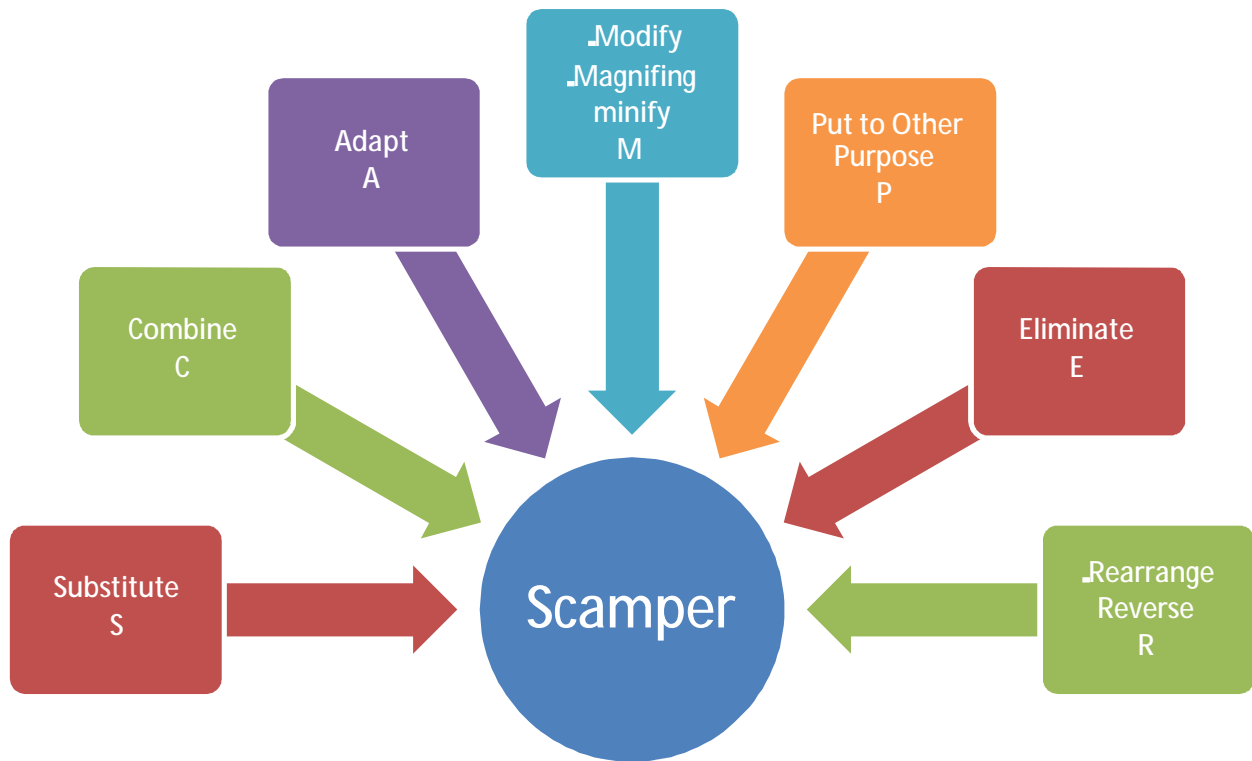 Substitute
S
Combine
C
Adapt
A
Modify
Magnifing
minify
M
Put to Other
Purpose
P
Eliminate
E
Rearrange
Reverse
R
Scamper